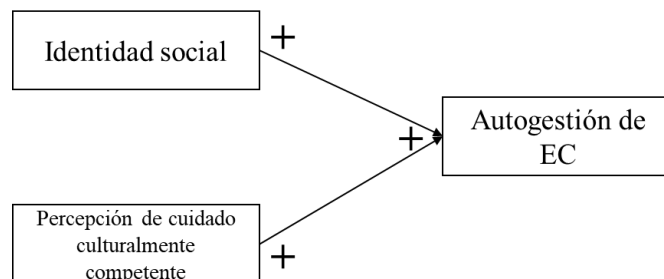 Identidad social
+
+
Autogestión de
EC
Percepción de cuidado
culturalmente
competente
+